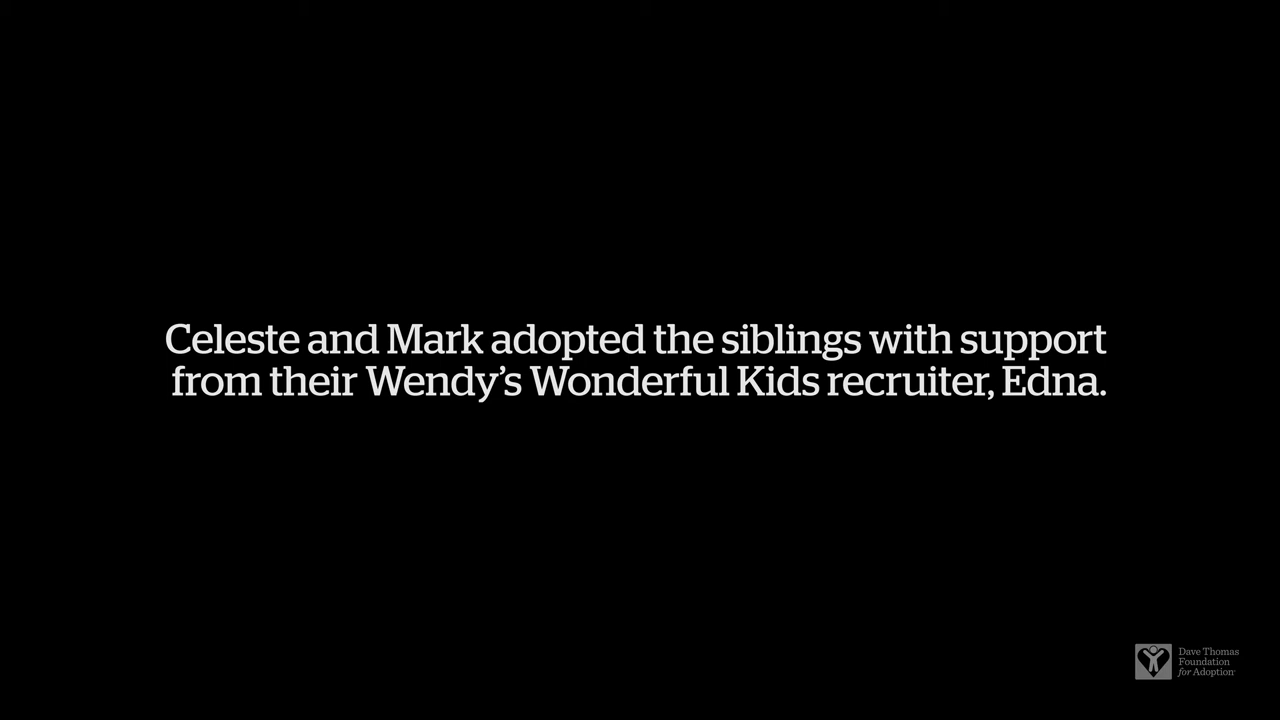 Celeste and Mark adopted the siblings with support
from their Wendy's Wonderful Kids recruiter, Edna.
Dave Thomas
Foundation
for Adoption